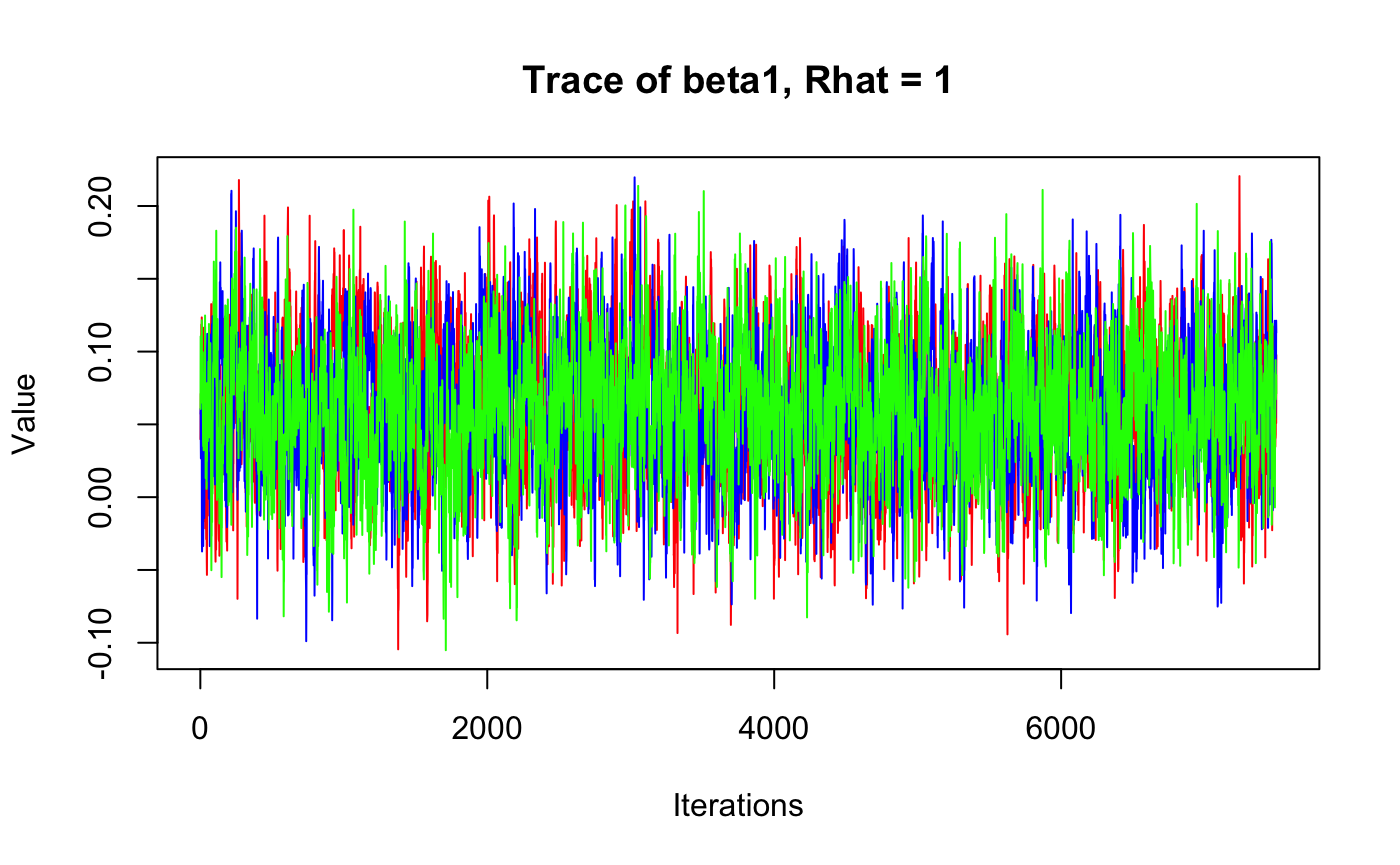 Trace of beta1, Rhat = 1
Value
0.20
0.10
0.00
-0.10
0 2000 4000 6000
Iterations